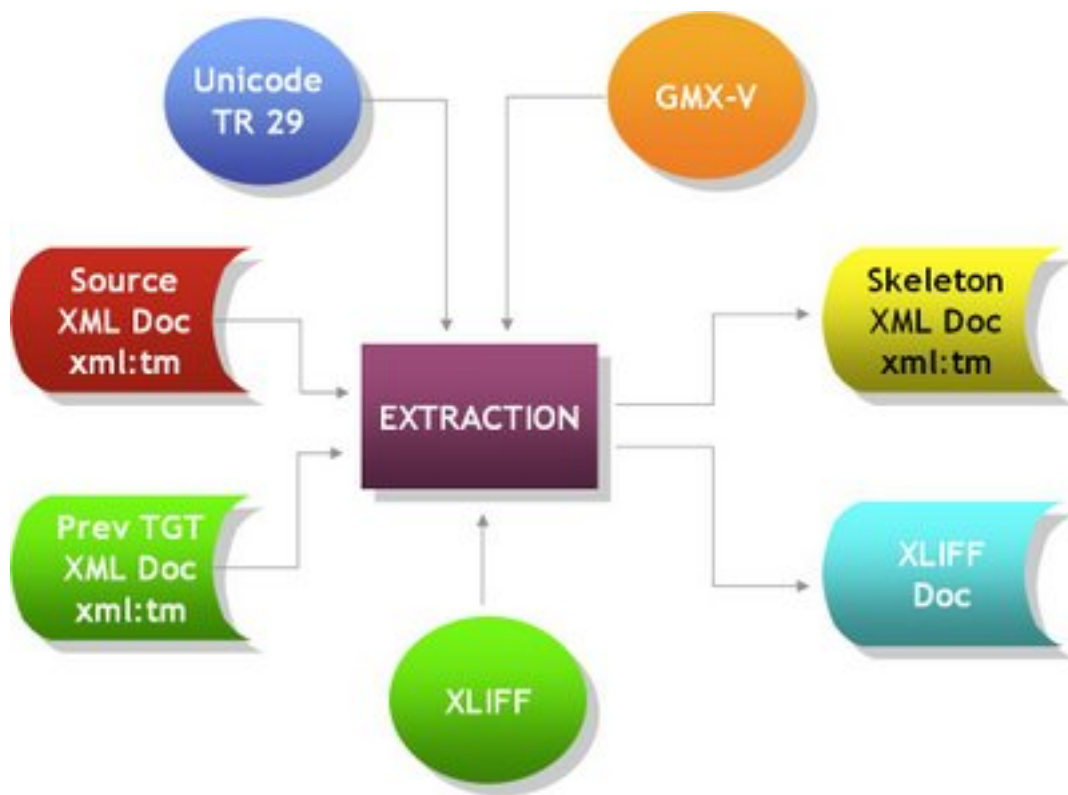 Unicode
TR 29
GMX-V
Source
XML Doc
xml:tm
Skeleton
XML Doc
xml:tm
EXTRACTION
Prev TGT
XML Doc
xml:tm
XLIFF
Doc
XLIFF